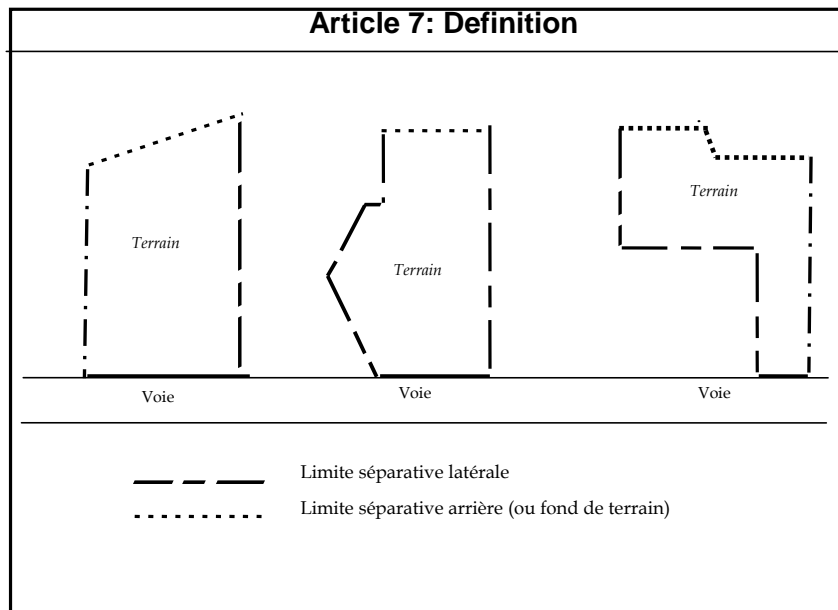 Article 7: Definition
Terrain
Terrain
Terrain
Voie
Voie
Voie
Limite séparative latérale
Limite séparative arrière (ou fond de terrain)